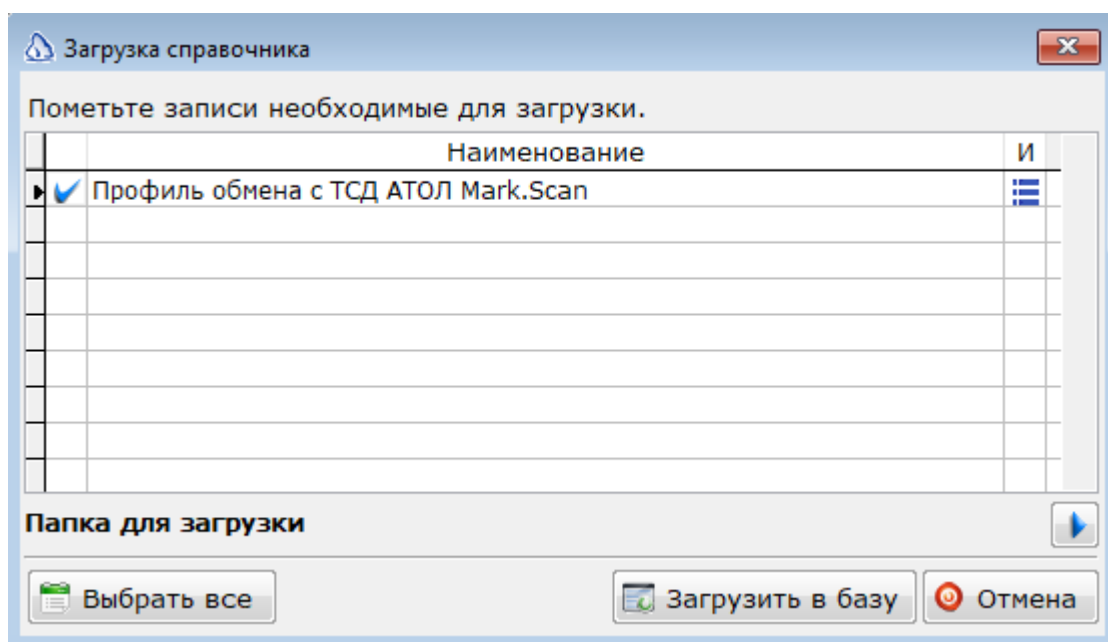 Загрузка справочника
Пометьте записи необходимые для загрузки.
Наименование И
Профиль обмена с ТСД АТОЛ Mark.Scan
Папка для загрузки
Выбрать все Загрузить в базу Отмена